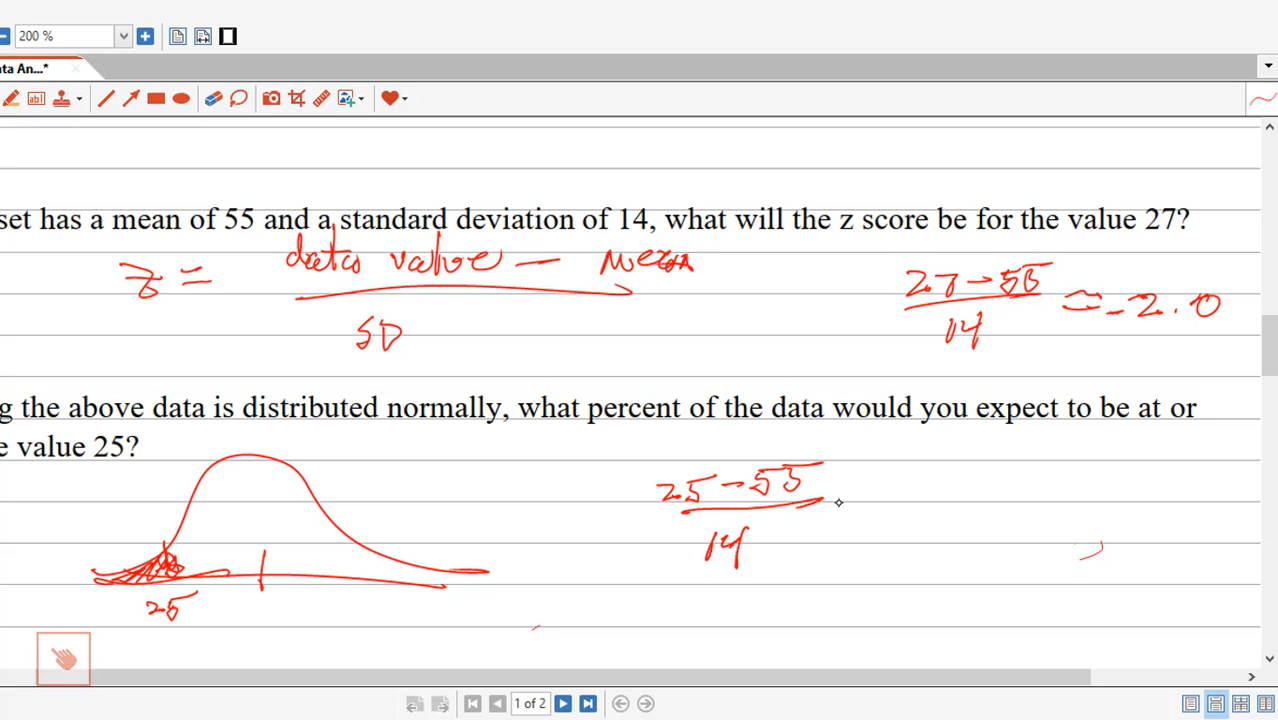 200 %
ata An...*
set has a mean of 55 and a standard deviation of 14, what will the z score be for the value 27?
z = data value - Mean
SD
27-55
14
≈ -2.0
g the above data is distributed normally, what percent of the data would you expect to be at or
e value 25?
25-55
14
25
1 of 2